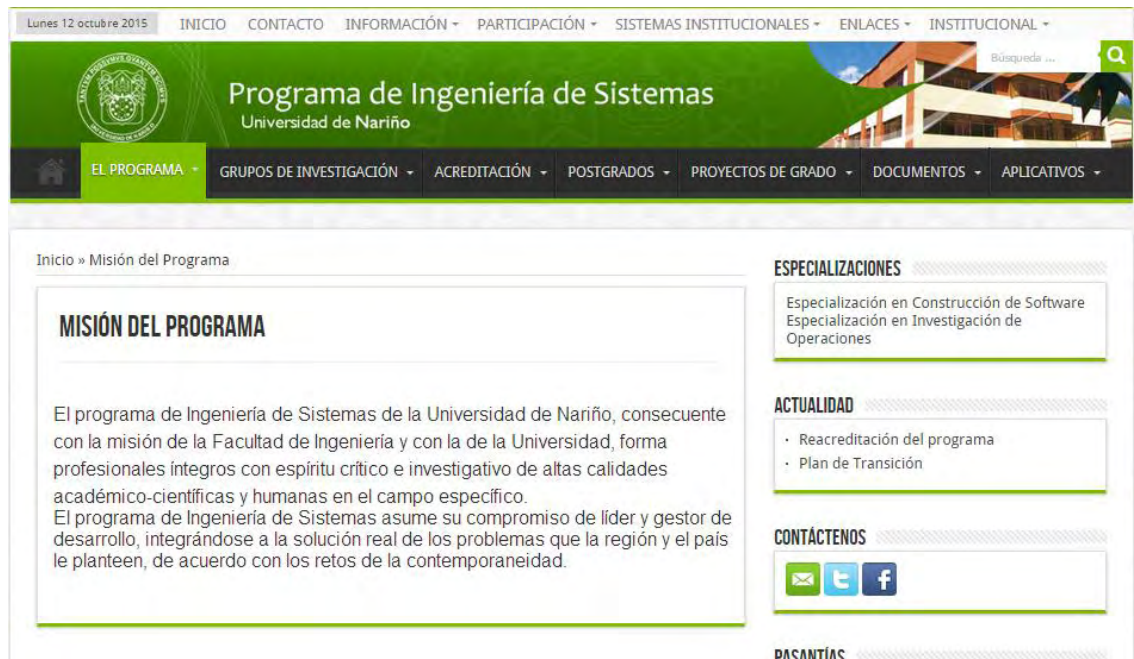 Lunes 12 octubre 2015 INICIO CONTACTO INFORMACIÓN PARTICIPACIÓN SISTEMAS INSTITUCIONALES ENLACES INSTITUCIONAL
Búsqueda ...
Programa de Ingeniería de Sistemas
Universidad de Nariño
EL PROGRAMA GRUPOS DE INVESTIGACIÓN ACREDITACIÓN POSTGRADOS PROYECTOS DE GRADO DOCUMENTOS APLICATIVOS
Inicio » Misión del Programa
MISIÓN DEL PROGRAMA
El programa de Ingeniería de Sistemas de la Universidad de Nariño, consecuente
con la misión de la Facultad de Ingeniería y con la de la Universidad, forma
profesionales íntegros con espíritu crítico e investigativo de altas calidades
académico-científicas y humanas en el campo específico.
El programa de Ingeniería de Sistemas asume su compromiso de líder y gestor de
desarrollo, integrándose a la solución real de los problemas que la región y el país
le planteen, de acuerdo con los retos de la contemporaneidad.
ESPECIALIZACIONES
Especialización en Construcción de Software
Especialización en Investigación de
Operaciones
ACTUALIDAD
· Reacreditación del programa
· Plan de Transición
CONTÁCTENOS
PASANTÍAS